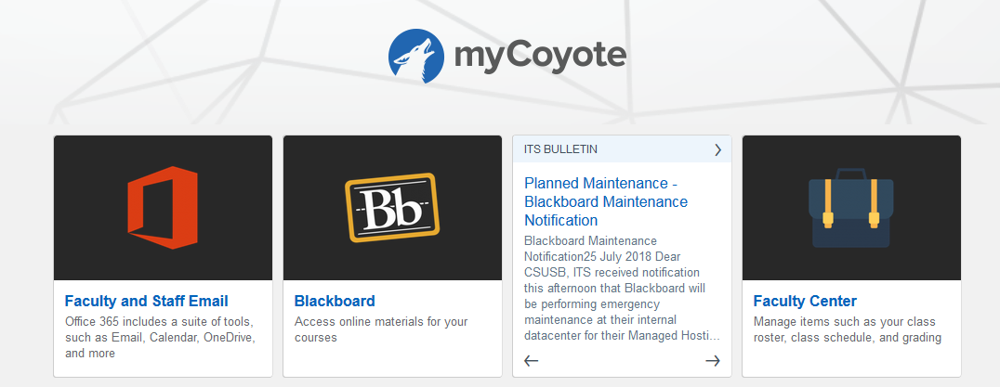 myCoyote
Faculty and Staff Email
Office 365 includes a suite of tools,
such as Email, Calendar, OneDrive,
and more
Bb
Blackboard
Access online materials for your
courses
ITS BULLETIN
Planned Maintenance -
Blackboard Maintenance
Notification
Blackboard Maintenance
Notification25 July 2018 Dear
CSUSB, ITS received notification
this afternoon that Blackboard will
be performing emergency
maintenance at their internal
datacenter for their Managed Hosti...
Faculty Center
Manage items such as your class
roster, class schedule, and grading